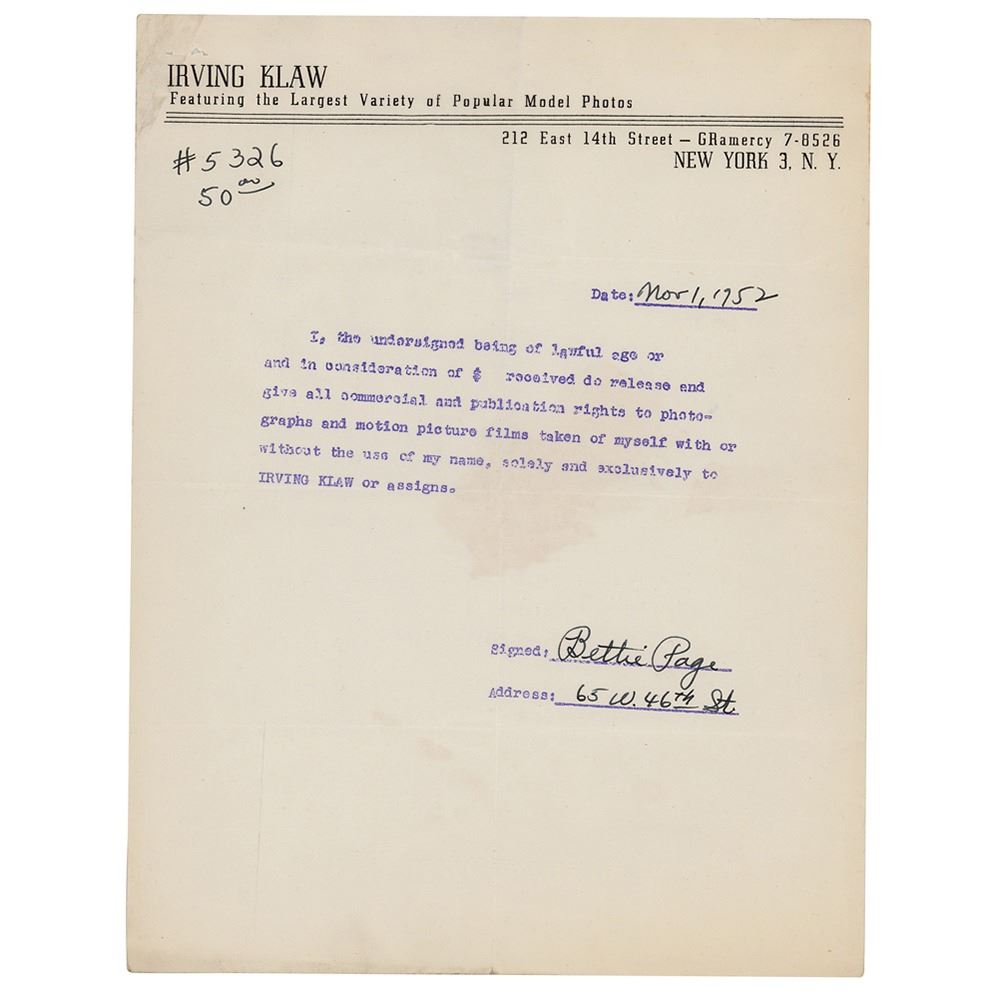 IRVING KLAW
Featuring the Largest Variety of Popular Model Photos
212 East 14th Street — GRamercy 7-8526
NEW YORK 3, N. Y.
#5326
50 00
Date: Nov 1, 1952
I, the undersigned being of lawful age or
and in consideration of $ received do release and
give all commercial and publication rights to photo-
graphs and motion picture films taken of myself with or
without the use of my name, solely and exclusively to
IRVING KLAW or assigns.
Signed: Bettie Page
Address: 65 W. 46th St.